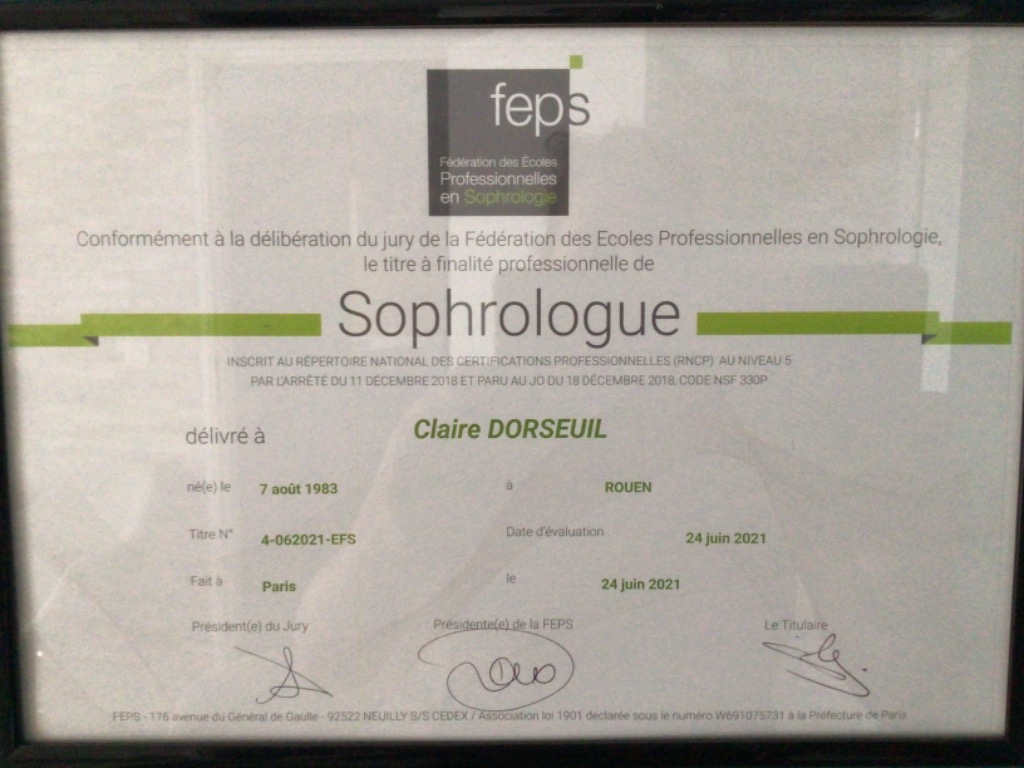 feps
Fédération des Écoles
Professionnelles
en Sophrologie
Conformément à la délibération du jury de la Fédération des Ecoles Professionnelles en Sophrologie,
le titre à finalité professionnelle de
Sophrologue
INSCRIT AU RÉPERTOIRE NATIONAL DES CERTIFICATIONS PROFESSIONNELLES (RNCP) AU NIVEAU 5
PAR L'ARRÊTÉ DU 11 DÉCEMBRE 2018 ET PARU AU JO DU 18 DÉCEMBRE 2018, CODE NSF 330P
délivré à Claire DORSEUIL
né(e) le 7 août 1983 à ROUEN
Titre N° 4-062021-EFS Date d'évaluation 24 juin 2021
Fait à Paris le 24 juin 2021
Président(e) du Jury Présidente(e) de la FEPS Le Titulaire
FEPS - 176 avenue du Général de Gaulle - 92522 NEUILLY S/S CEDEX / Association loi 1901 déclarée sous le numéro W691075731 à la Préfecture de Paris